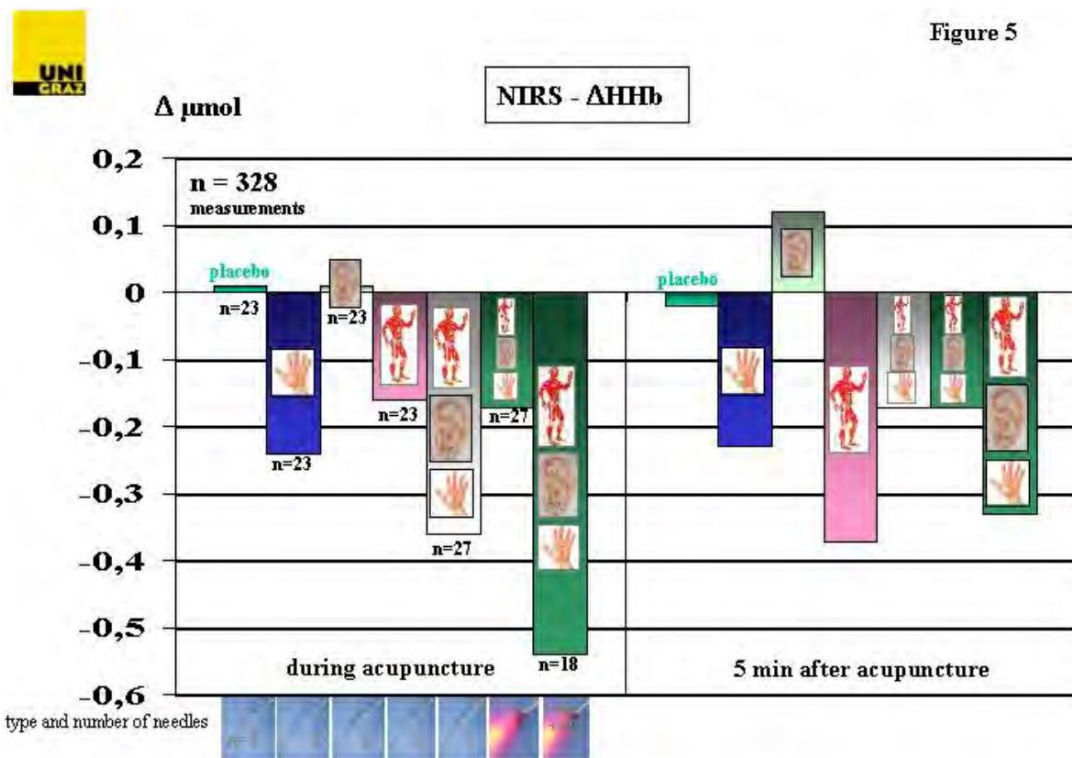 Figure 5
UNI
GRAZ
NIRS - ΔHHb
Δ µmol
0,2
n = 328
measurements
0,1
placebo
placebo
0
n=23
n=23
-0,1
n=23
n=27
-0,2
n=23
-0,3
n=27
-0,4
-0,5
during acupuncture
n=18
5 min after acupuncture
-0,6
type and number of needles